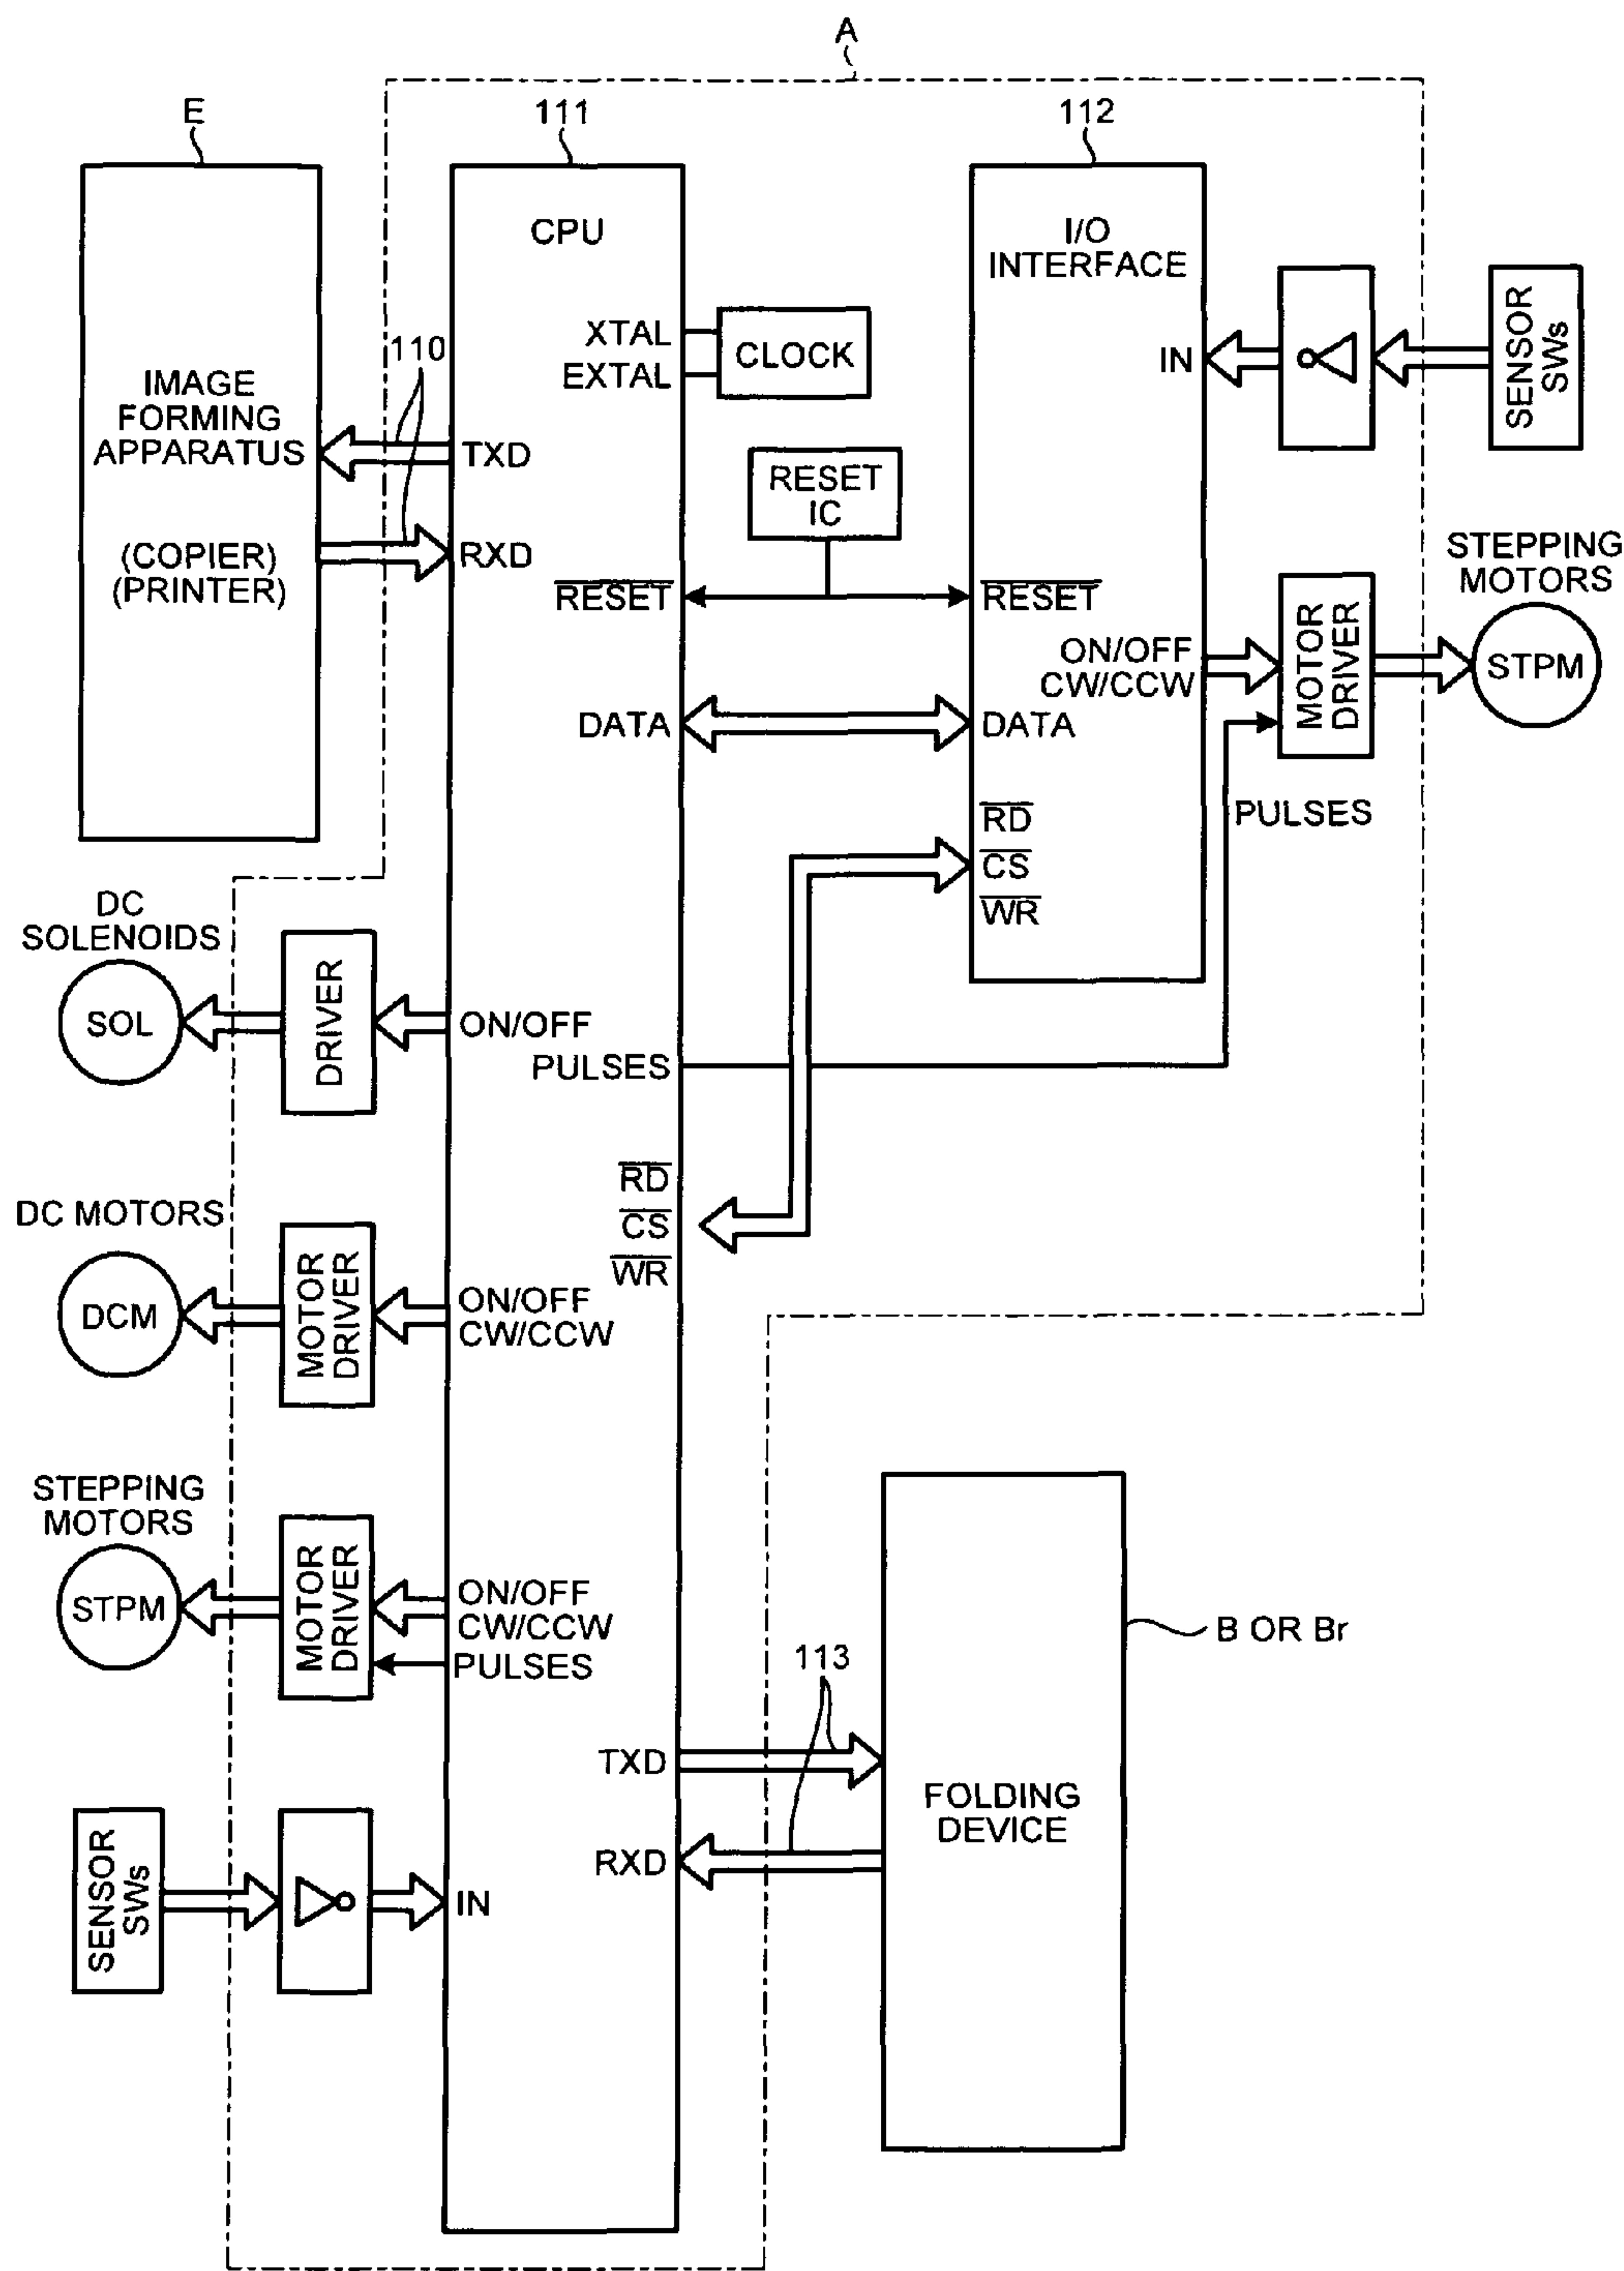 A
E
111
112
CPU
I/O
INTERFACE
XTAL
EXTAL
CLOCK
110
IMAGE
FORMING
APPARATUS
(COPIER)
(PRINTER)
TXD
RXD
RESET
IC
RESET
RESET
IN
SENSOR
SWs
STEPPING
MOTORS
ON/OFF
CW/CCW
MOTOR
DRIVER
STPM
DATA
DATA
PULSES
RD
CS
WR
DC
SOLENOIDS
SOL
DRIVER
ON/OFF
PULSES
RD
CS
WR
DC MOTORS
DCM
MOTOR
DRIVER
ON/OFF
CW/CCW
STEPPING
MOTORS
STPM
MOTOR
DRIVER
ON/OFF
CW/CCW
PULSES
B OR Br
113
TXD
RXD
FOLDING
DEVICE
SENSOR
SWs
IN